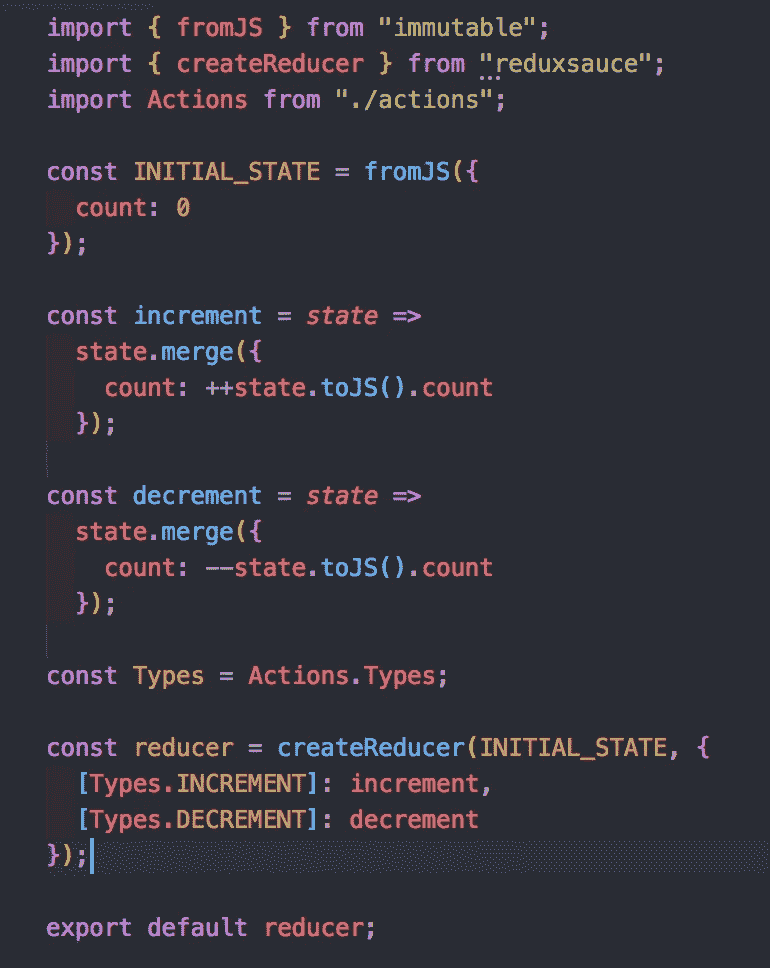 import { fromJS } from "immutable";
import { createReducer } from "reduxsauce";
import Actions from "./actions";
const INITIAL_STATE = fromJS({
count: 0
});
const increment = state =>
state.merge({
count: ++state.toJS().count
});
const decrement = state =>
state.merge({
count: --state.toJS().count
});
const Types = Actions.Types;
const reducer = createReducer(INITIAL_STATE, {
[Types.INCREMENT]: increment,
[Types.DECREMENT]: decrement
});
export default reducer;